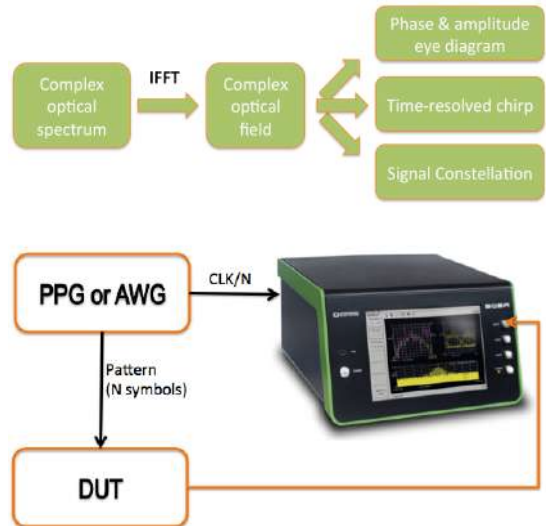 Phase & amplitude
eye diagram
Complex
optical
spectrum
IFFT
Complex
optical
field
Time-resolved chirp
Signal Constellation
PPG or AWG
CLK/N
Pattern
(N symbols)
DUT